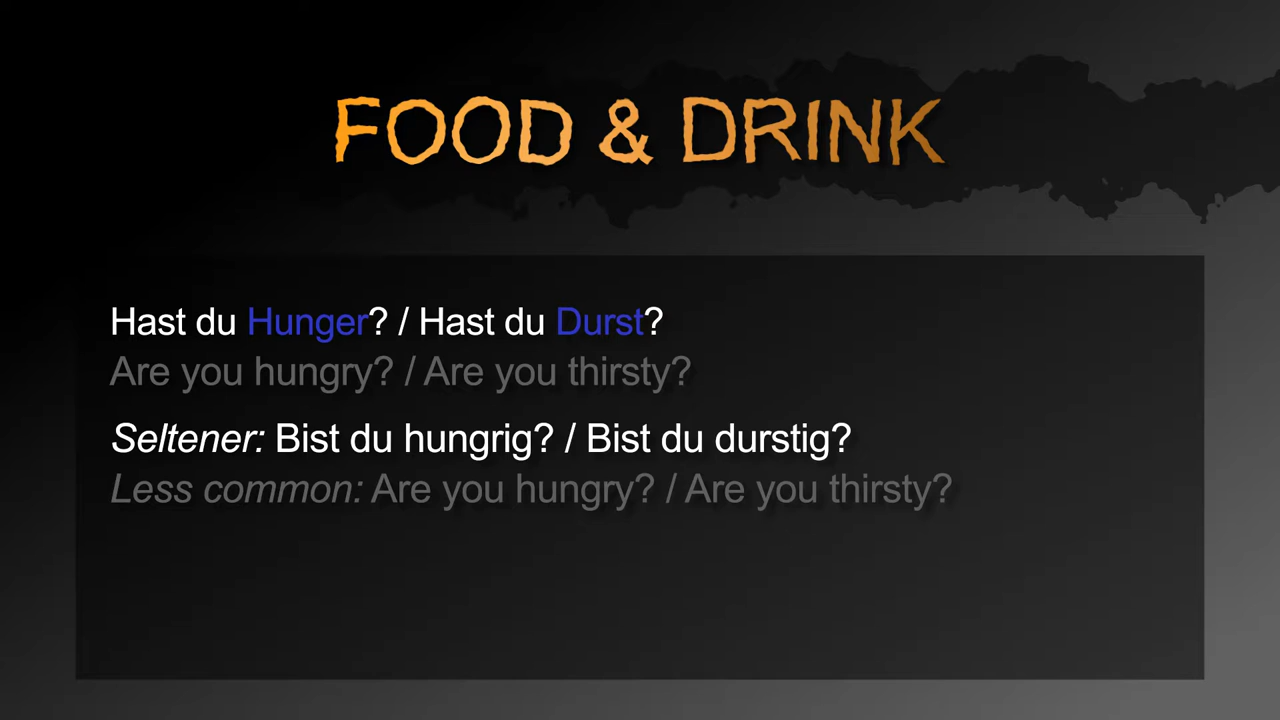 FOOD & DRINK
Hast du Hunger? / Hast du Durst?
Are you hungry? / Are you thirsty?
Seltener: Bist du hungrig? / Bist du durstig?
Less common: Are you hungry? / Are you thirsty?